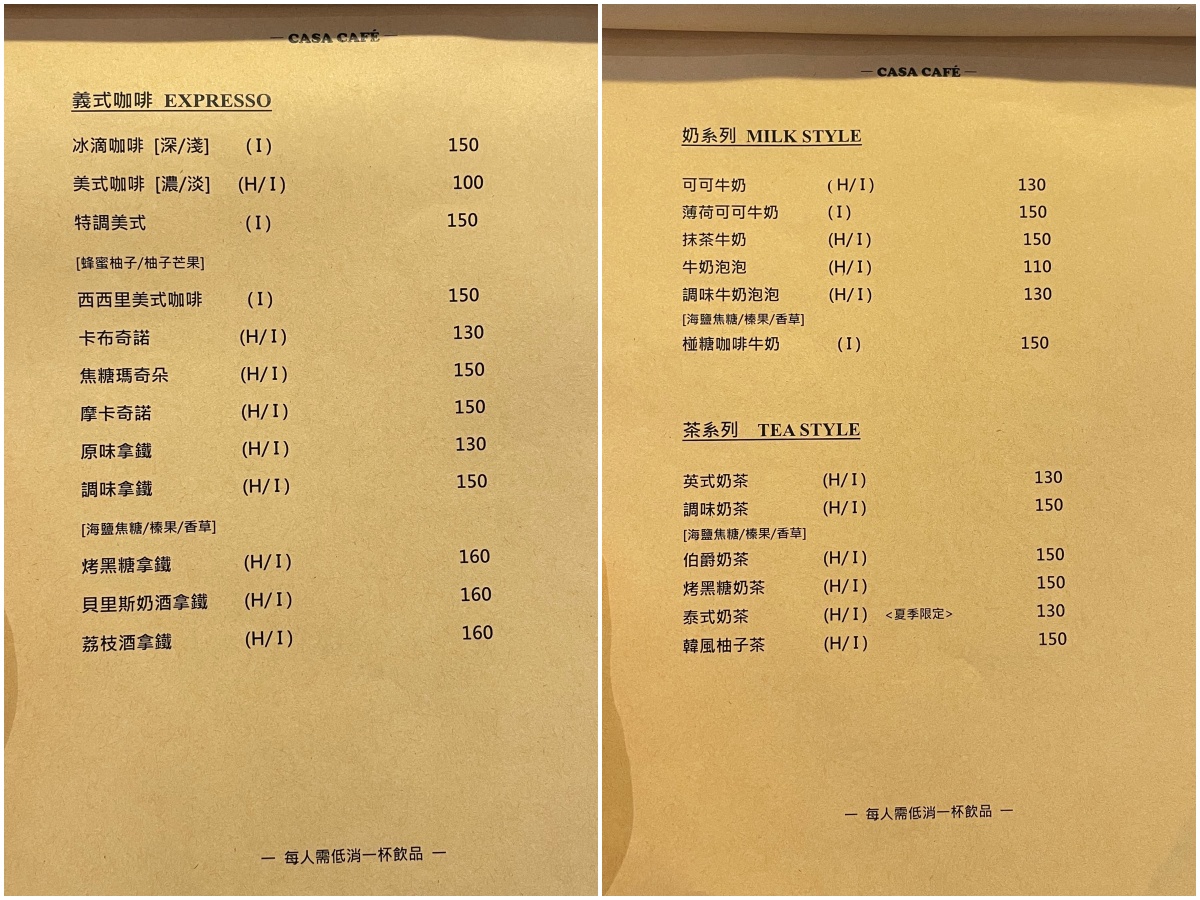 — CASA CAFÉ —
義式咖啡 EXPRESSO
冰滴咖啡 [深/淺] (I) 150
美式咖啡 [濃/淡] (H/I) 100
特調美式 (I) 150
[蜂蜜柚子/柚子芒果]
西西里美式咖啡 (I) 150
卡布奇諾 (H/I) 130
焦糖瑪奇朵 (H/I) 150
摩卡奇諾 (H/I) 150
原味拿鐵 (H/I) 130
調味拿鐵 (H/I) 150
[海鹽焦糖/榛果/香草]
烤黑糖拿鐵 (H/I) 160
貝里斯奶酒拿鐵 (H/I) 160
荔枝酒拿鐵 (H/I) 160
— 每人需低消一杯飲品 —
— CASA CAFÉ —
奶系列 MILK STYLE
可可牛奶 (H/I) 130
薄荷可可牛奶 (I) 150
抹茶牛奶 (H/I) 150
牛奶泡泡 (H/I) 110
調味牛奶泡泡 (H/I) 130
[海鹽焦糖/榛果/香草]
椪糖咖啡牛奶 (I) 150
茶系列 TEA STYLE
英式奶茶 (H/I) 130
調味奶茶 (H/I) 150
[海鹽焦糖/榛果/香草]
伯爵奶茶 (H/I) 150
烤黑糖奶茶 (H/I) 150
泰式奶茶 (H/I) <夏季限定> 130
韓風柚子茶 (H/I) 150
— 每人需低消一杯飲品 —